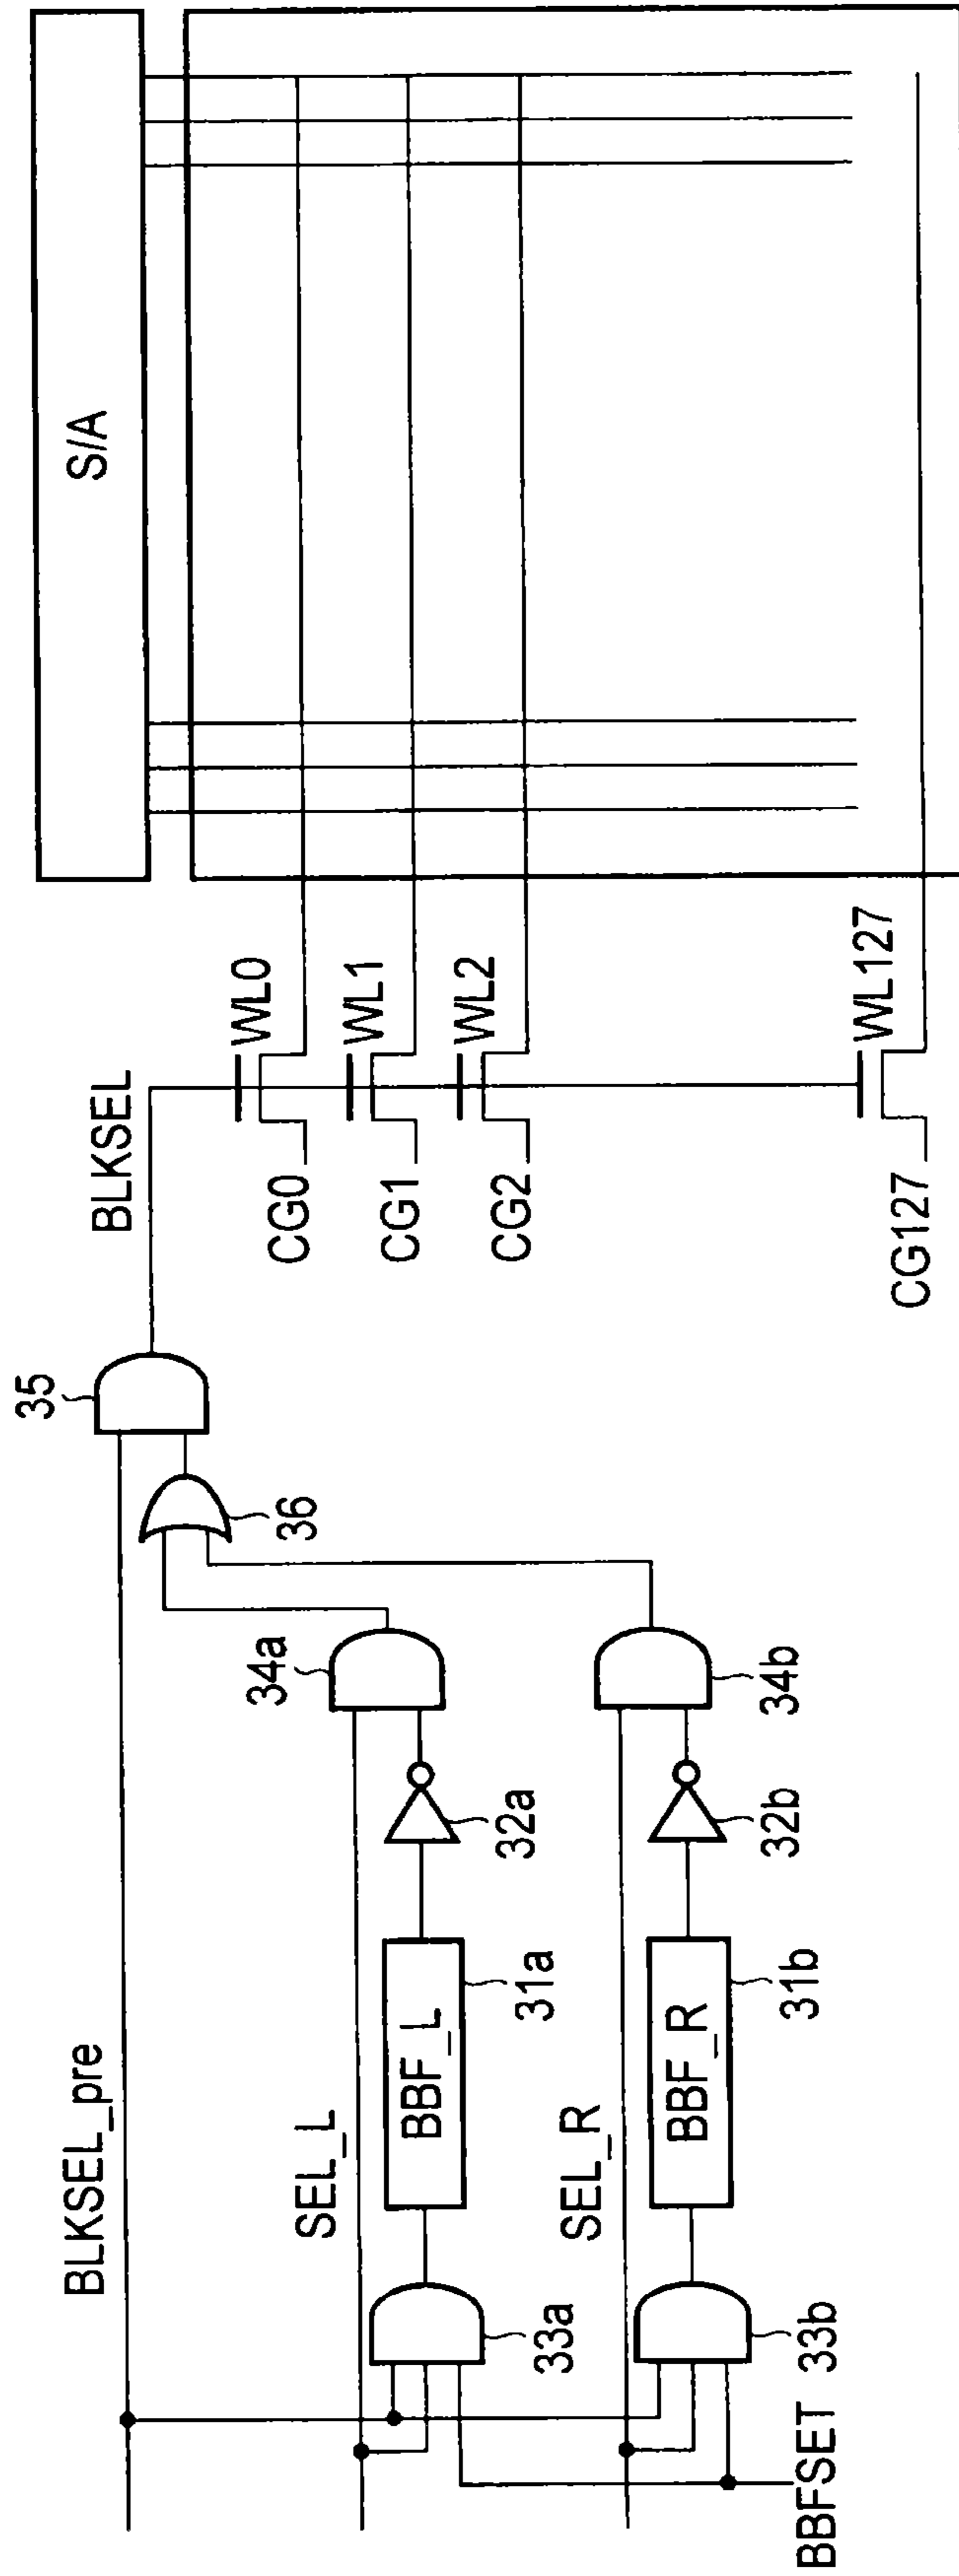 BLKSEL_pre
SEL_L
BBF_L
SEL_R
BBF_R
BBFSET
33a
33b
31a
31b
32a
32b
34a
34b
36
35
BLKSEL
WL0
CG0
WL1
CG1
WL2
CG2
WL127
CG127
S/A